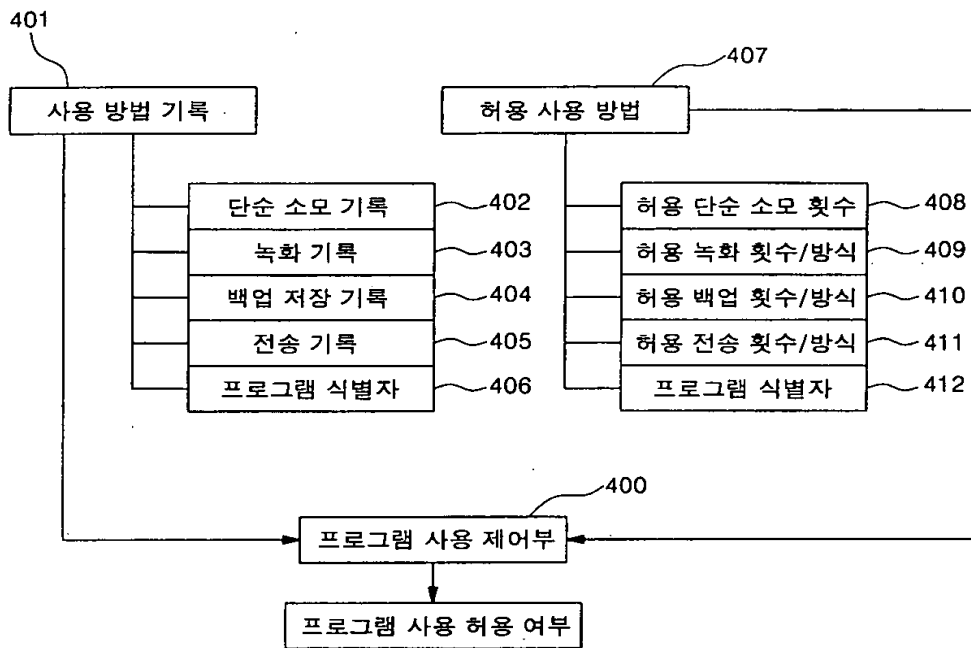 401
사용 방법 기록
407
허용 사용 방법
단순 소모 기록 402
녹화 기록 403
백업 저장 기록 404
전송 기록 405
프로그램 식별자 406
허용 단순 소모 횟수 408
허용 녹화 횟수/방식 409
허용 백업 횟수/방식 410
허용 전송 횟수/방식 411
프로그램 식별자 412
400
프로그램 사용 제어부
프로그램 사용 허용 여부